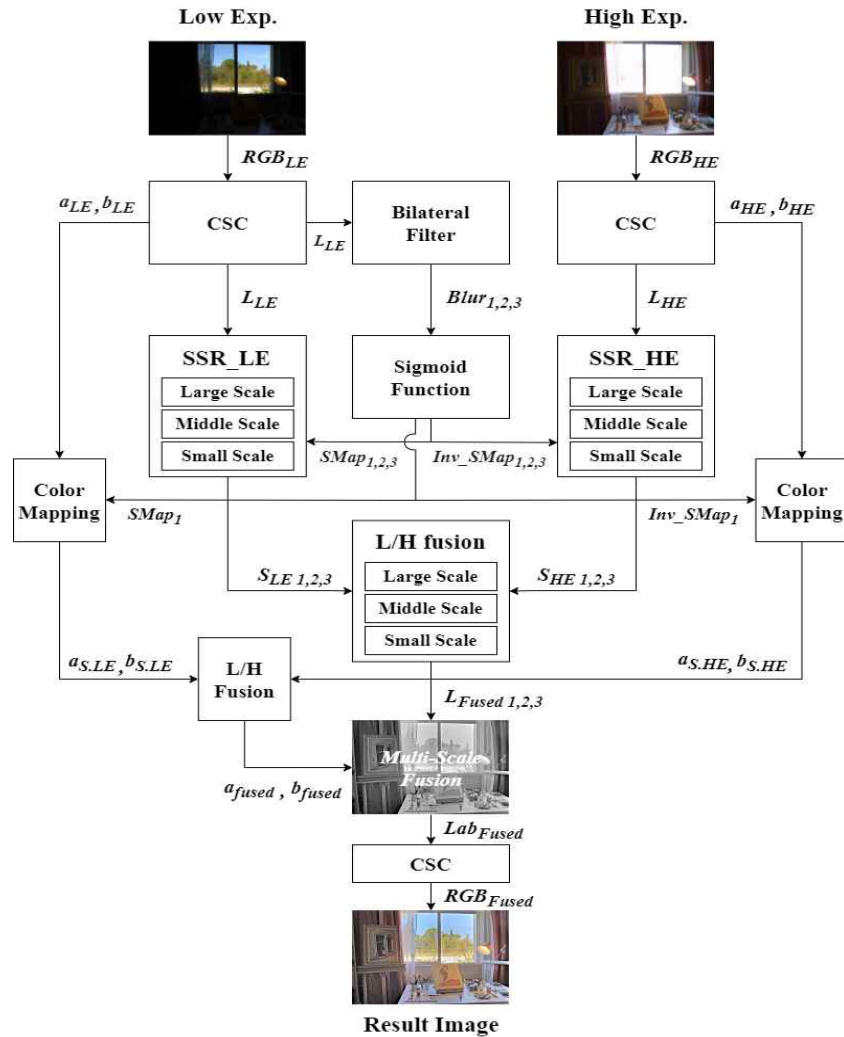 Low Exp.
High Exp.
RGB_LE
RGB_HE
a_LE , b_LE
CSC
L_LE
Bilateral
Filter
CSC
a_HE , b_HE
L_LE
Blur_1,2,3
L_HE
SSR_LE
Large Scale
Middle Scale
Small Scale
Sigmoid
Function
SSR_HE
Large Scale
Middle Scale
Small Scale
SMap_1,2,3
Inv_SMap_1,2,3
Color
Mapping
SMap_1
Inv_SMap_1
Color
Mapping
L/H fusion
Large Scale
Middle Scale
Small Scale
S_LE 1,2,3
S_HE 1,2,3
a_S.LE , b_S.LE
L/H
Fusion
a_S.HE, b_S.HE
L_Fused 1,2,3
Multi-Scale
Fusion
a_fused , b_fused
Lab_Fused
CSC
RGB_Fused
Result Image